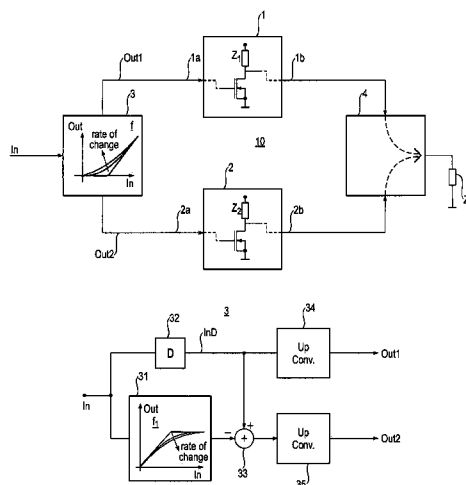 1
Out1
1a
Z1
1b
3
4
Out
f
rate of
change
In
In
10
2
Z2
2a
2b
Out2
Z
3
32
InD
34
D
Up
Conv.
Out1
31
In
Out
f1
rate of
change
In
−
+
+
33
Up
Conv.
Out2
35